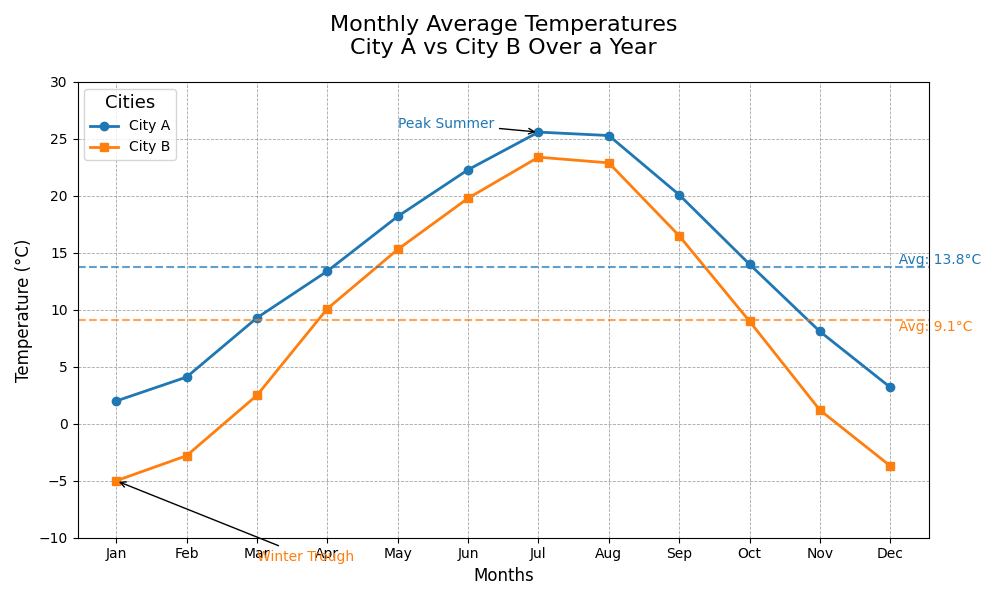 Monthly Average Temperatures
City A vs City B Over a Year
Temperature (°C)
30
25
20
15
10
5
0
−5
−10
Cities
City A
City B
Peak Summer
Avg: 13.8°C
Avg: 9.1°C
Winter Trough
Jan Feb Mar Apr May Jun Jul Aug Sep Oct Nov Dec
Months